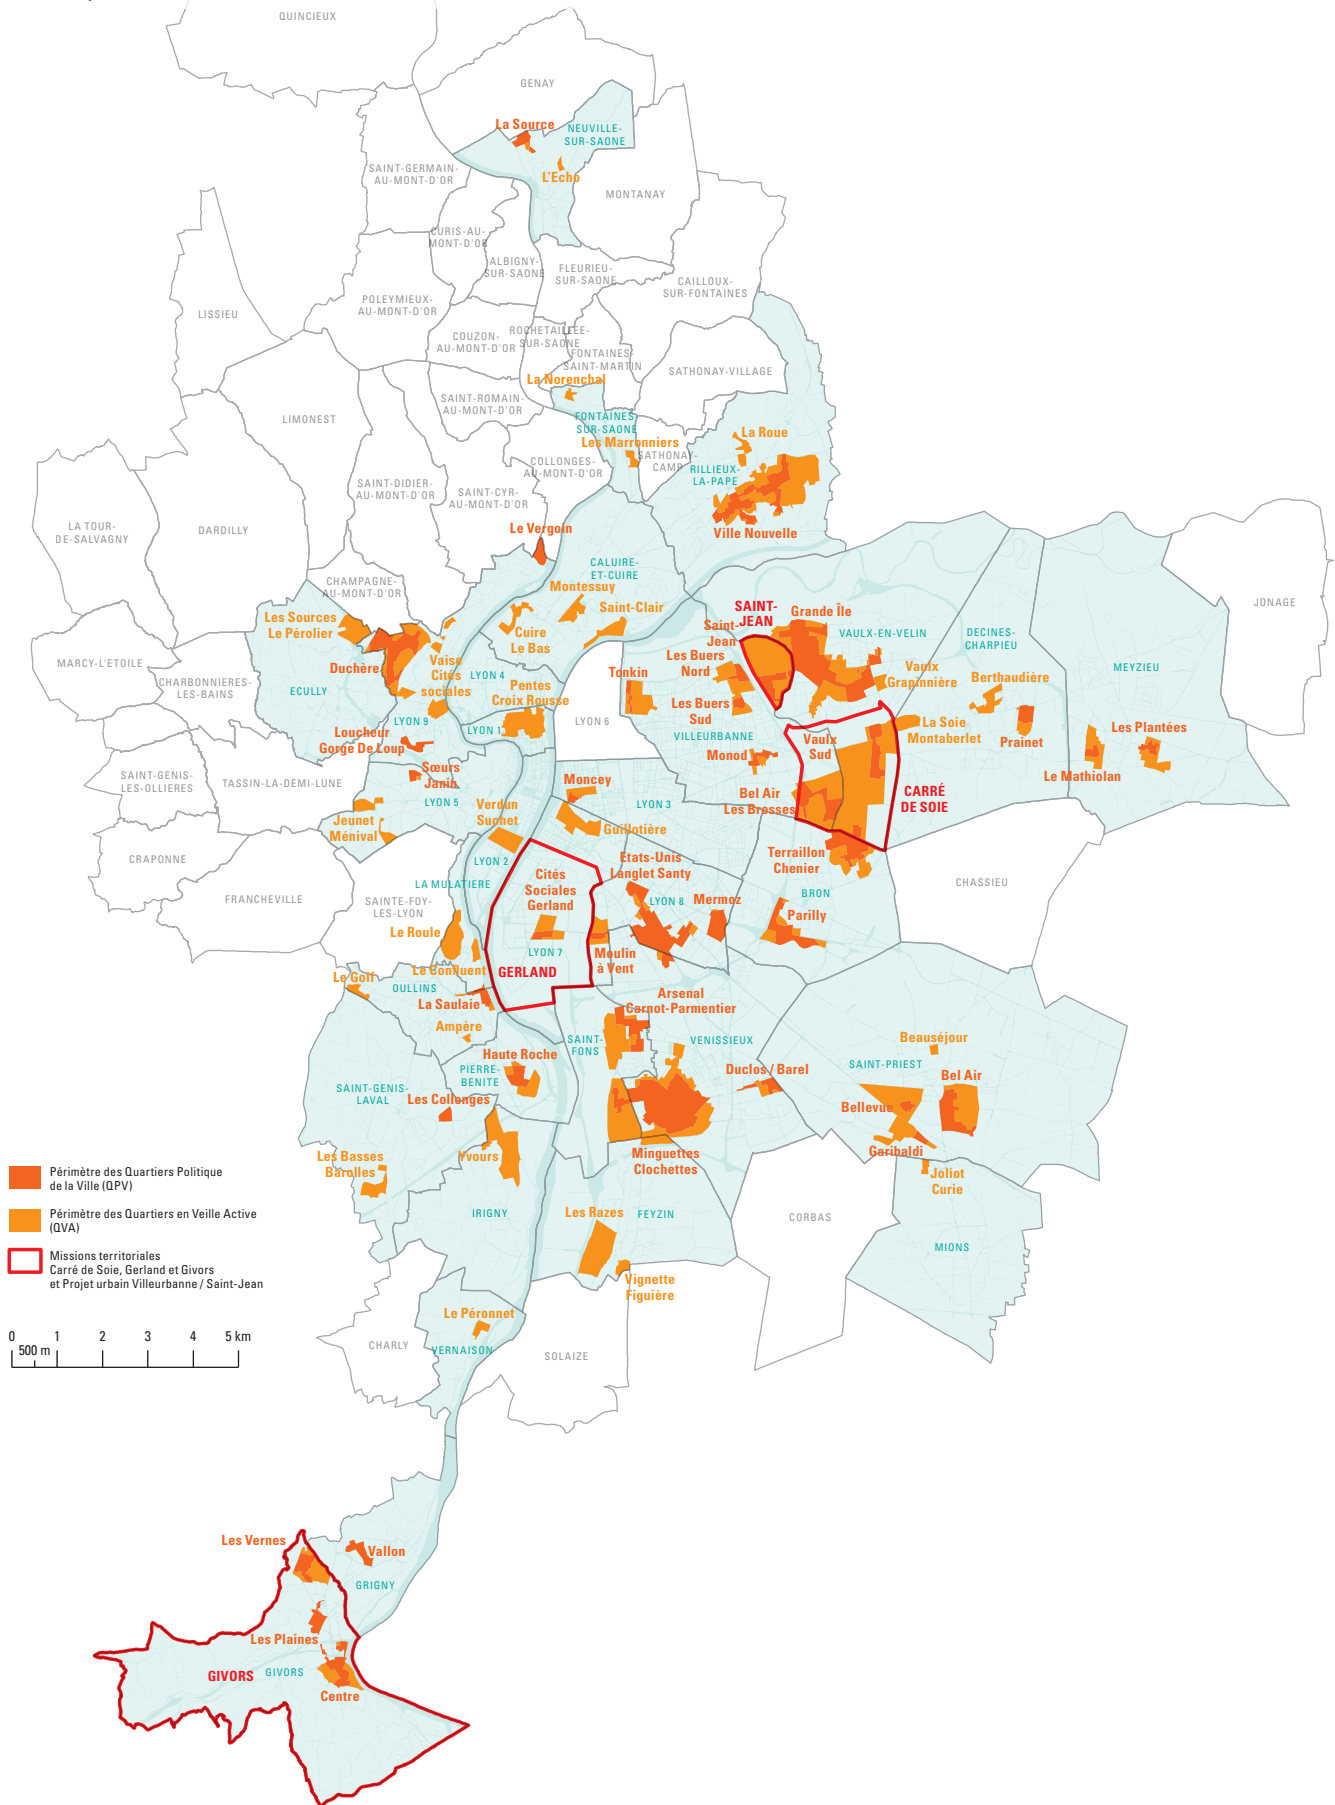 QUINCIEUX
GENAY
La Source
NEUVILLE-
SUR-SAONE
L'Echo
SAINT-GERMAIN-
AU-MONT-D'OR
MONTANAY
CURIS-AU-
MONT-D'OR
ALBIGNY-
SUR-SAONE
FLEURIEU-
SUR-SAONE
CAILLOUX-
SUR-FONTAINES
LISSIEU
POLEYMIEUX-
AU-MONT-D'OR
COUZON-
AU-MONT-D'OR
ROCHETAILLEE-
SUR-SAONE
FONTAINES-
SAINT-MARTIN
SATHONAY-VILLAGE
La Norenchal
SAINT-ROMAIN-
AU-MONT-D'OR
LIMONEST
FONTAINES-
SUR-SAONE
Les Marronniers
SATHONAY-
CAMP
La Roue
RILLIEUX-
LA-PAPE
COLLONGES-
AU-MONT-D'OR
SAINT-DIDIER-
AU-MONT-D'OR
SAINT-CYR-
AU-MONT-D'OR
LA TOUR-
DE-SALVAGNY
DARDILLY
Le Vergoin
Ville Nouvelle
CALUIRE-
ET-CUIRE
CHAMPAGNE-
AU-MONT-D'OR
Montessuy
Saint-Clair
SAINT-
JEAN
Grande Île
JONAGE
Les Sources
Le Pérolier
Cuire
Le Bas
Saint-
Jean
VAULX-EN-VELIN
DECINES-
CHARPIEU
MARCY-L'ETOILE
Duchère
Vaise
Cités
sociales
LYON 4
Les Buers
Nord
Tonkin
Vaulx
Grapinnière
Berthaudière
MEYZIEU
CHARBONNIERES-
LES-BAINS
ECULLY
Pentes
Croix Rousse
Les Buers
Sud
LYON 9
LYON 1
LYON 6
VILLEURBANNE
La Soie
Montaberlet
Prainet
Les Plantées
Loucheur
Gorge De Loup
Monod
Vaulx
Sud
Le Mathiolan
SAINT-GENIS-
LES-OLLIERES
TASSIN-LA-DEMI-LUNE
Sœurs
Janin
Moncey
LYON 3
Bel Air
Les Brosses
CARRÉ
DE SOIE
LYON 5
Verdun
Suchet
Jeunet
Ménival
Guillotière
CRAPONNE
LYON 2
Etats-Unis
Langlet Santy
Terraillon
Chenier
CHASSIEU
LA MULATIERE
Cités
Sociales
Gerland
LYON 8
Mermoz
BRON
FRANCHEVILLE
SAINTE-FOY-
LES-LYON
Parilly
Le Roule
LYON 7
Moulin
à Vent
Le Confluent
GERLAND
Le Golf
OULLINS
La Saulaie
Arsenal
Carnot-Parmentier
Ampère
SAINT-
FONS
VENISSIEUX
Beauséjour
Haute Roche
PIERRE-
BENITE
Duclos / Barel
SAINT-PRIEST
Bel Air
SAINT-GENIS-
LAVAL
Les Collonges
Bellevue
Les Basses
Barolles
Yvours
Minguettes
Clochettes
Garibaldi
Joliot
Curie
Périmètre des Quartiers Politique
de la Ville (QPV)
Périmètre des Quartiers en Veille Active
(QVA)
IRIGNY
Les Razes
FEYZIN
CORBAS
MIONS
Missions territoriales
Carré de Soie, Gerland et Givors
et Projet urbain Villeurbanne / Saint-Jean
Vignette
Figuière
Le Péronnet
0 1 2 3 4 5 km
500 m
CHARLY
VERNAISON
SOLAIZE
Les Vernes
Vallon
GRIGNY
Les Plaines
GIVORS
GIVORS
Centre